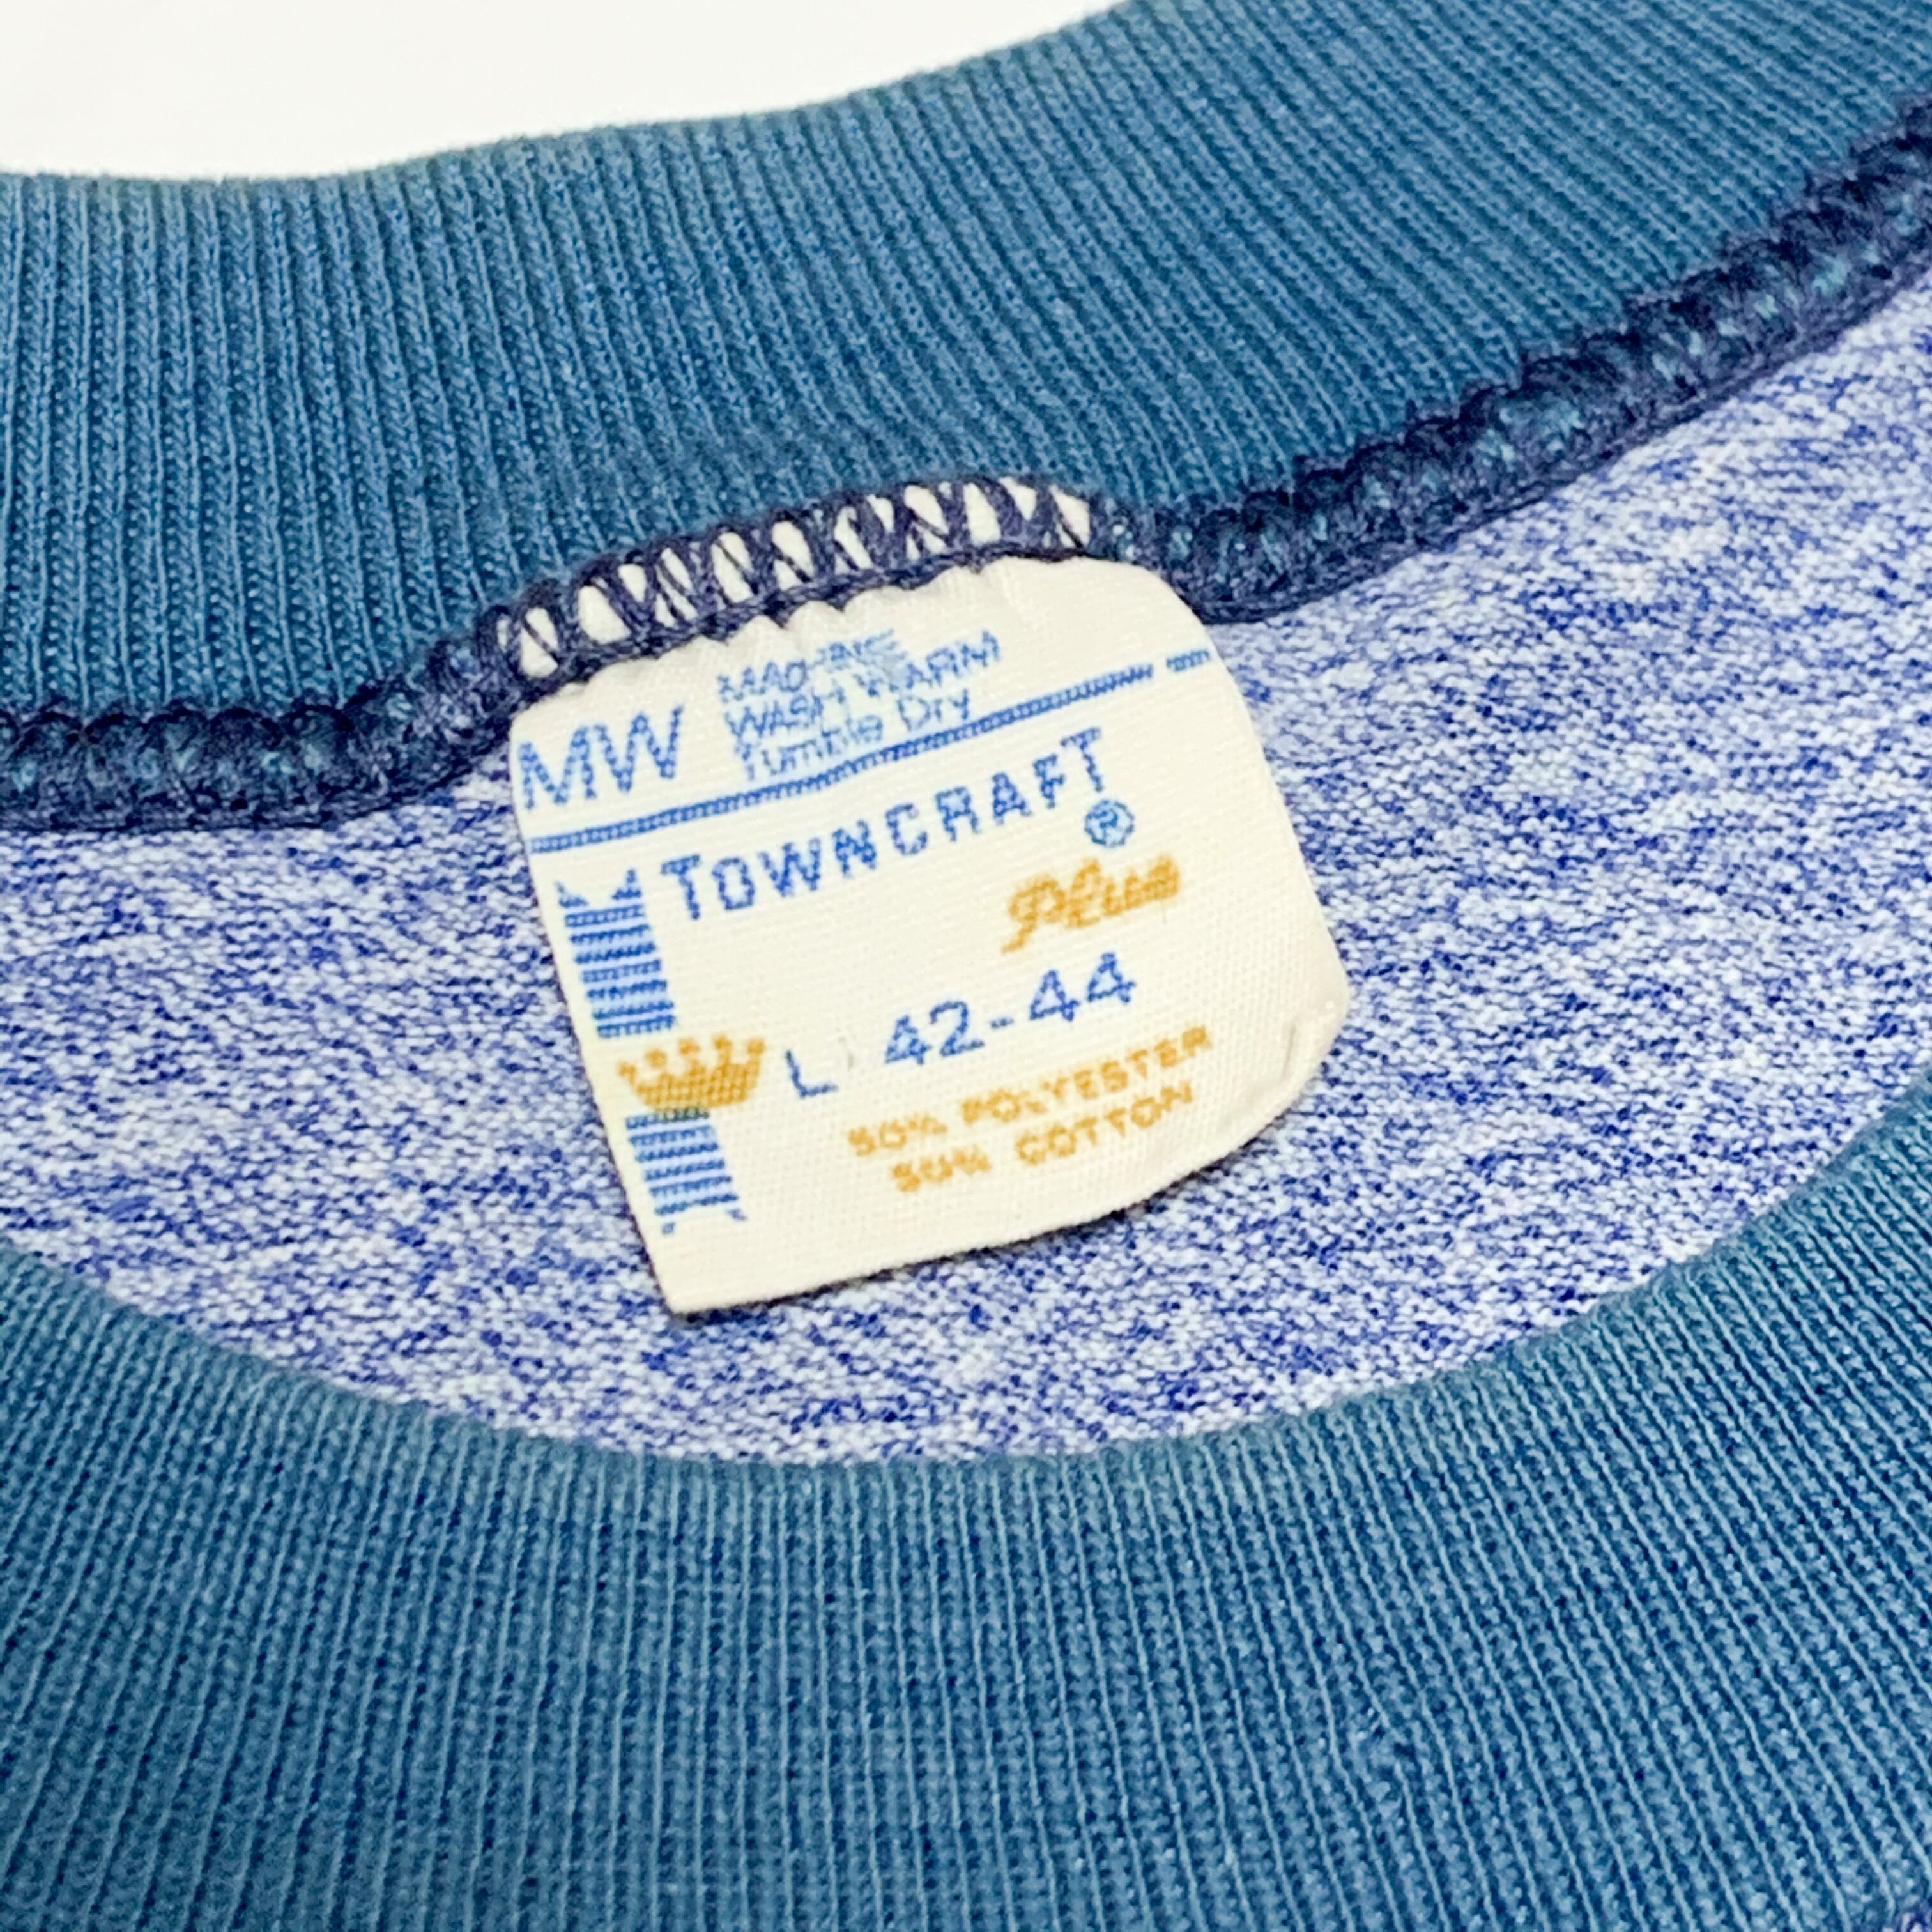 MW
MACHINE
WASH WARM
Tumble Dry
TOWNCRAFT®
Plus
L 42-44
50% POLYESTER
50% COTTON